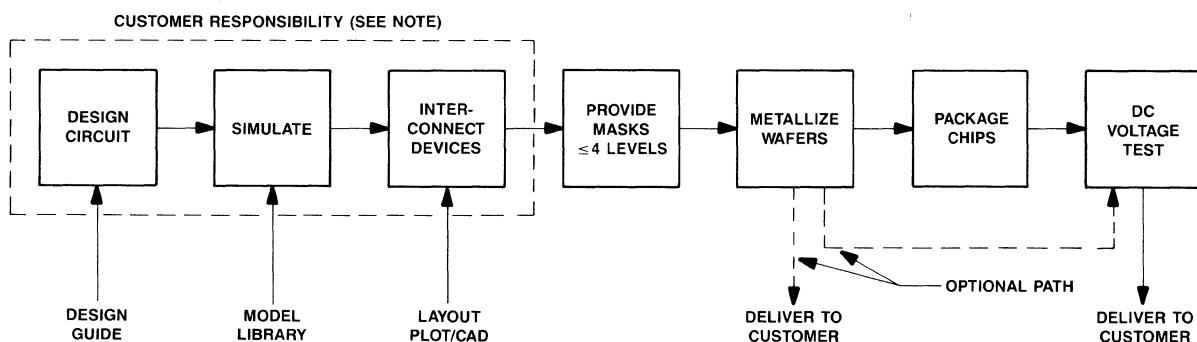 CUSTOMER RESPONSIBILITY (SEE NOTE)
DESIGN
CIRCUIT
SIMULATE
INTER-
CONNECT
DEVICES
PROVIDE
MASKS
≤4 LEVELS
METALLIZE
WAFERS
PACKAGE
CHIPS
DC
VOLTAGE
TEST
OPTIONAL PATH
DESIGN
GUIDE
MODEL
LIBRARY
LAYOUT
PLOT/CAD
DELIVER TO
CUSTOMER
DELIVER TO
CUSTOMER